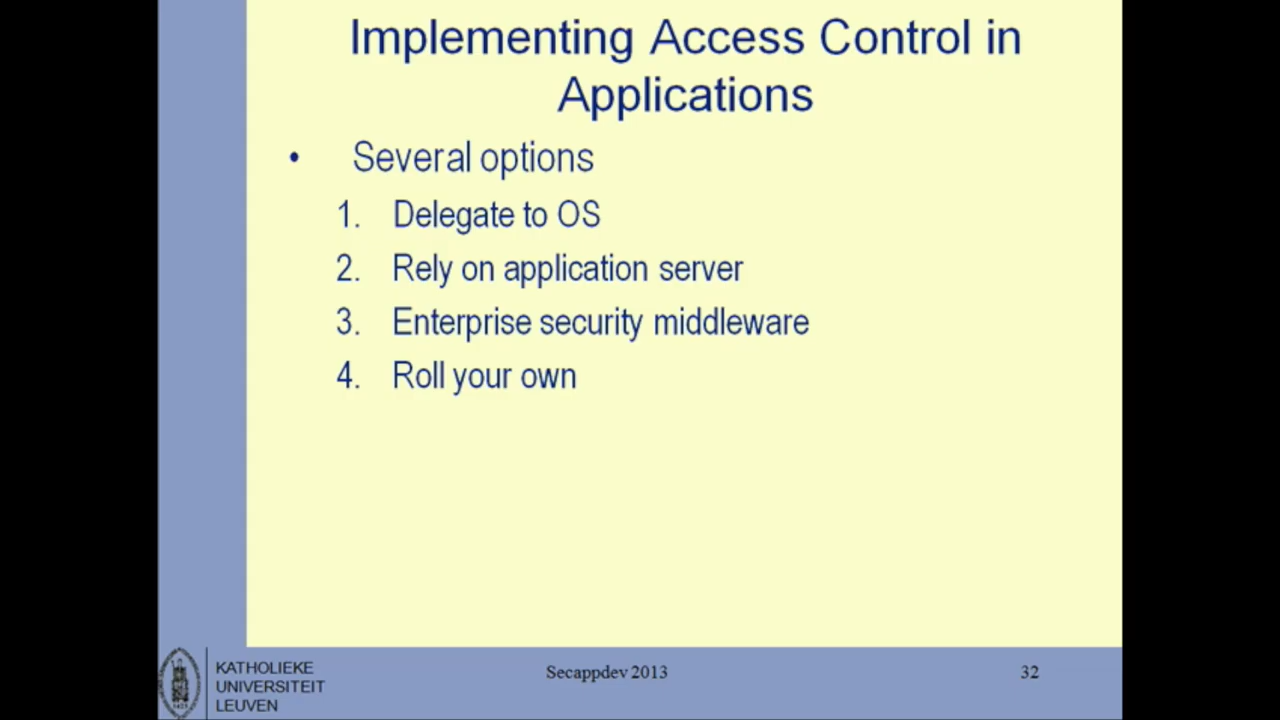 Implementing Access Control in
Applications
• Several options
1. Delegate to OS
2. Rely on application server
3. Enterprise security middleware
4. Roll your own
KATHOLIEKE
UNIVERSITEIT
LEUVEN
Secappdev 2013
32